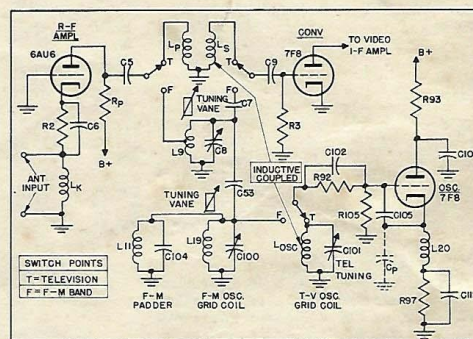 R-F
AMPL
6AU6
C5
T
LP
LS
T
C9
CONV
7F8
TO VIDEO
I-F AMPL
B+
RP
F
TUNING
VANE
F
C7
R3
R93
R2
C6
B+
L9
C8
C102
C10
ANT
INPUT
LK
TUNING
VANE
C53
INDUCTIVE
COUPLED
R92
OSC.
7F8
R105
C105
F
T
L11
C104
L19
C100
LOSC
C101
TEL
TUNING
CP
L20
R97
C11
SWITCH POINTS
T=TELEVISION
F=F-M BAND
F-M
PADDER
F-M OSC.
GRID COIL
T-V OSC.
GRID COIL